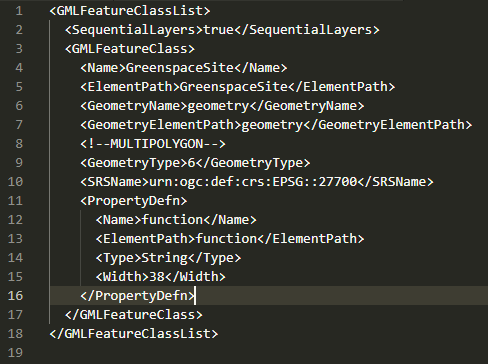 1 <GMLFeatureClassList>
2   <SequentialLayers>true</SequentialLayers>
3   <GMLFeatureClass>
4     <Name>GreenspaceSite</Name>
5     <ElementPath>GreenspaceSite</ElementPath>
6     <GeometryName>geometry</GeometryName>
7     <GeometryElementPath>geometry</GeometryElementPath>
8     <!--MULTIPOLYGON-->
9     <GeometryType>6</GeometryType>
10     <SRSName>urn:ogc:def:crs:EPSG::27700</SRSName>
11     <PropertyDefn>
12       <Name>function</Name>
13       <ElementPath>function</ElementPath>
14       <Type>String</Type>
15       <Width>38</Width>
16     </PropertyDefn>
17   </GMLFeatureClass>
18 </GMLFeatureClassList>
19